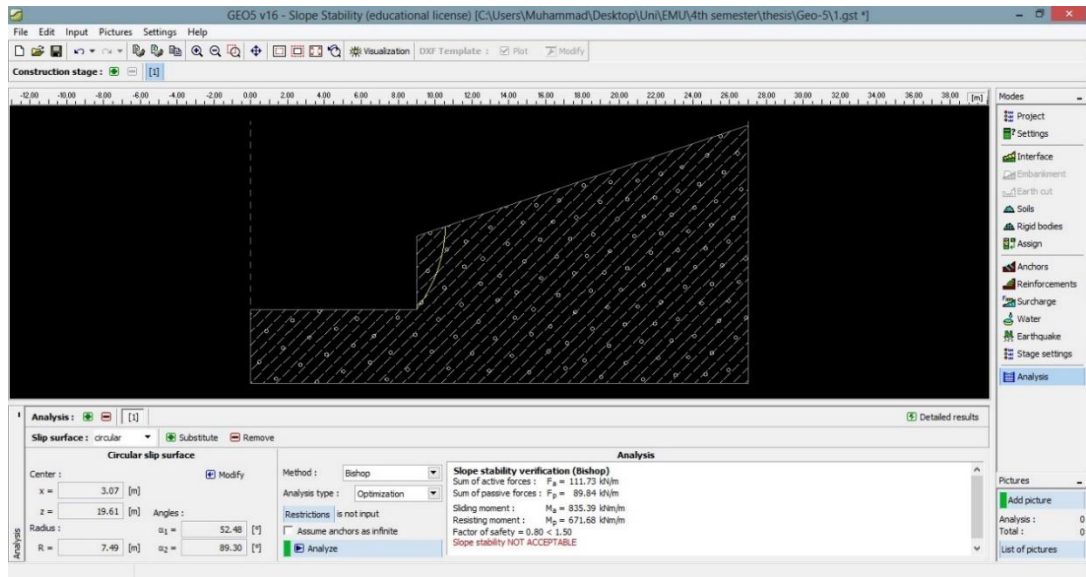 GEO5 v16 - Slope Stability (educational license) [C:\Users\Muhammad\Desktop\Uni\EMU\4th semester\thesis\Geo-5\1.gst *]
File Edit Input Pictures Settings Help
Visualization DXF Template : Plot Modify
Construction stage : [1]
-12.00 -10.00 -8.00 -6.00 -4.00 -2.00 0.00 2.00 4.00 6.00 8.00 10.00 12.00 14.00 16.00 18.00 20.00 22.00 24.00 26.00 28.00 30.00 32.00 34.00 36.00 38.00 [m]
Modes
Project
Settings
Interface
Embankment
Earth cut
Soils
Rigid bodies
Assign
Anchors
Reinforcements
Surcharge
Water
Earthquake
Stage settings
Analysis
Analysis : [1] Detailed results
Slip surface : circular Substitute Remove
Circular slip surface
Center : Modify
x = 3.07 [m]
z = 19.61 [m] Angles :
Radius : α1 = 52.48 [°]
R = 7.49 [m] α2 = 89.30 [°]
Method : Bishop
Analysis type : Optimization
Restrictions is not input
Assume anchors as infinite
Analyze
Analysis
Slope stability verification (Bishop)
Sum of active forces : Fa = 111.73 kN/m
Sum of passive forces : Fp = 89.84 kN/m
Sliding moment : Ma = 835.39 kNm/m
Resisting moment : Mp = 671.68 kNm/m
Factor of safety = 0.80 < 1.50
Slope stability NOT ACCEPTABLE
Analysis
Pictures
Add picture
Analysis : 0
Total : 0
List of pictures